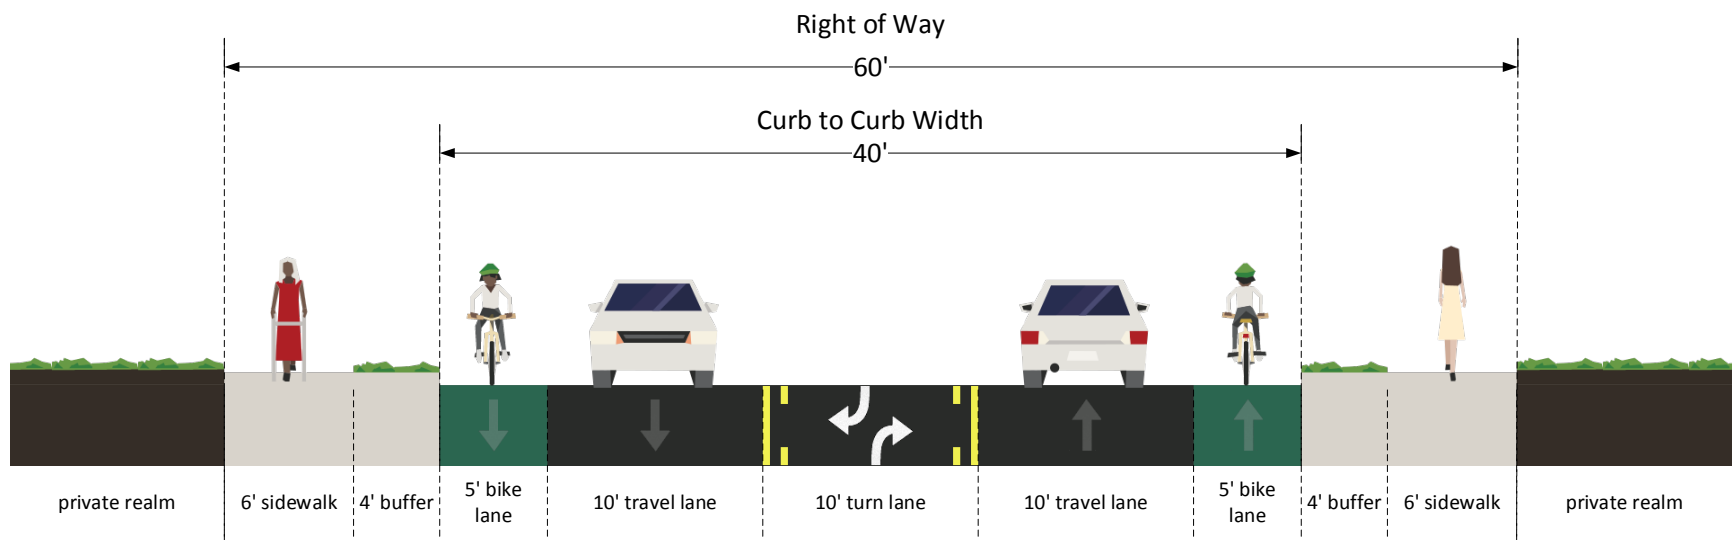 Right of Way
60'
Curb to Curb Width
40'
private realm
6' sidewalk
4' buffer
5' bike
lane
10' travel lane
10' turn lane
10' travel lane
5' bike
lane
4' buffer
6' sidewalk
private realm